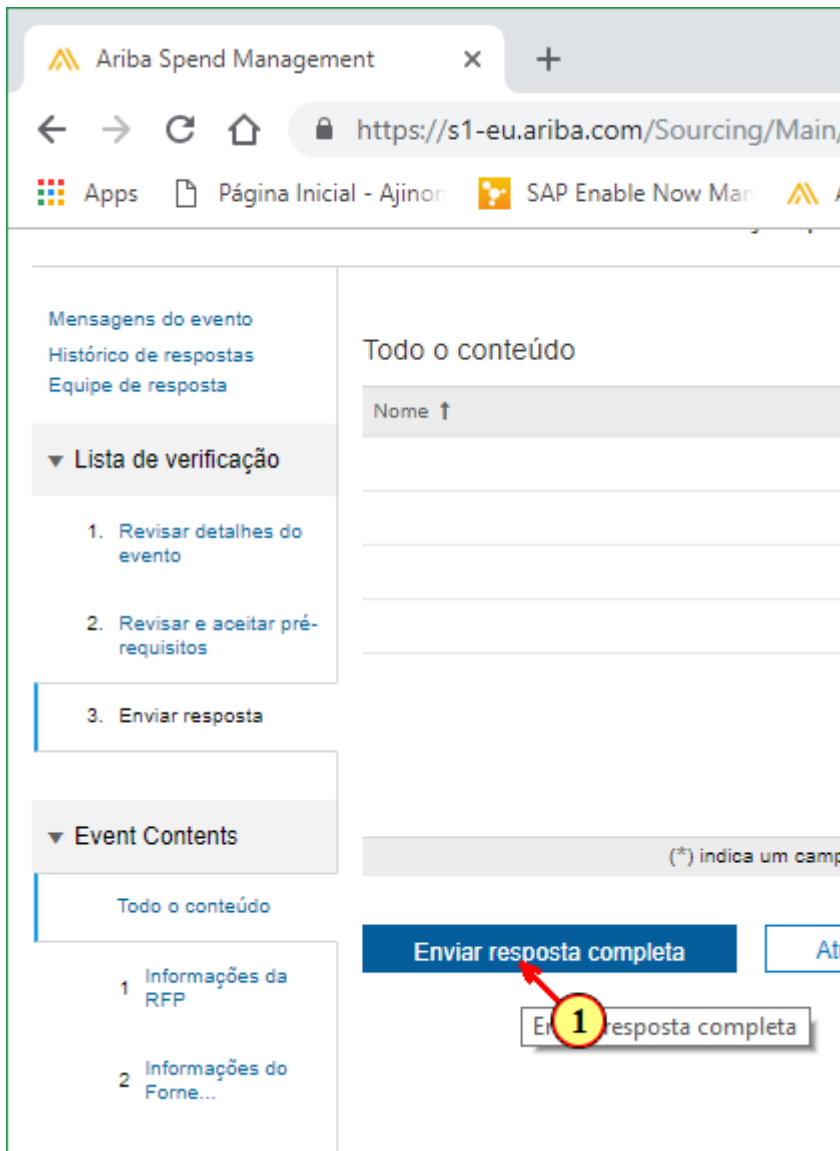 Ariba Spend Management
https://s1-eu.ariba.com/Sourcing/Main/
Apps
Página Inicial - Ajinor
SAP Enable Now Man
Mensagens do evento
Histórico de respostas
Equipe de resposta
Lista de verificação
1. Revisar detalhes do
evento
2. Revisar e aceitar pré-
requisitos
3. Enviar resposta
Event Contents
Todo o conteúdo
1 Informações da
RFP
2 Informações do
Forne...
Todo o conteúdo
Nome ↑
(*) indica um camp
Enviar resposta completa
1
resposta completa